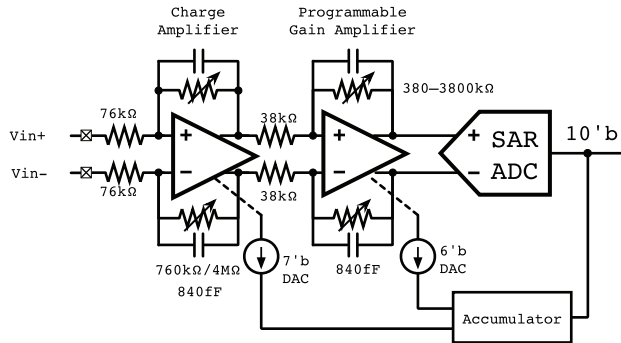 Charge
Amplifier
Programmable
Gain Amplifier
380—3800kΩ
76kΩ
38kΩ
Vin+
+
+
+
SAR
ADC
10'b
Vin-
−
−
−
76kΩ
38kΩ
760kΩ/4MΩ
840fF
7'b
DAC
840fF
6'b
DAC
Accumulator